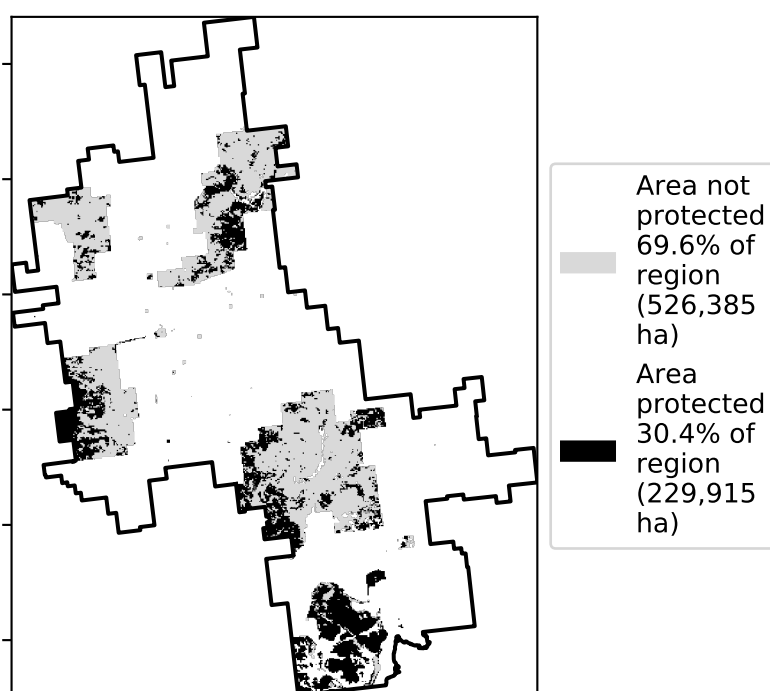 Area not
protected
69.6% of
region
(526,385
ha)
Area
protected
30.4% of
region
(229,915
ha)